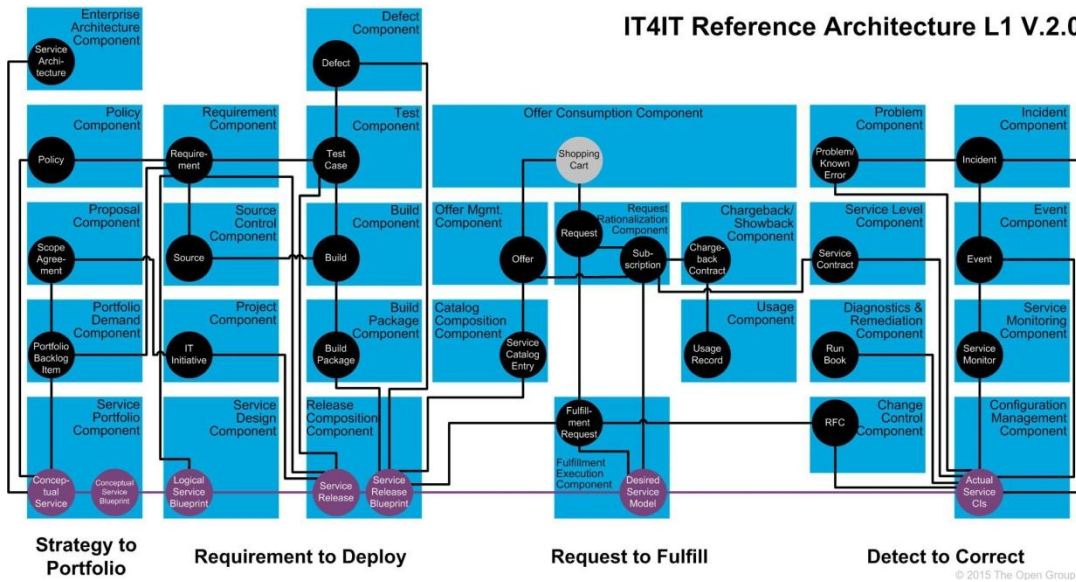 IT4IT Reference Architecture L1 V.2.0
Enterprise
Architecture
Component
Service
Archi-
tecture
Defect
Component
Defect
Policy
Component
Policy
Requirement
Component
Require-
ment
Test
Component
Test
Case
Offer Consumption Component
Shopping
Cart
Problem
Component
Problem/
Known
Error
Incident
Component
Incident
Proposal
Component
Scope
Agree-
ment
Source
Control
Component
Source
Build
Component
Build
Offer Mgmt.
Component
Offer
Request
Rationalization
Component
Request
Sub-
scription
Chargeback/
Showback
Component
Charge-
back
Contract
Service Level
Component
Service
Contract
Event
Component
Event
Portfolio
Demand
Component
Portfolio
Backlog
Item
Project
Component
IT
Initiative
Build
Package
Component
Build
Package
Catalog
Composition
Component
Service
Catalog
Entry
Usage
Component
Usage
Record
Diagnostics &
Remediation
Component
Run
Book
Service
Monitoring
Component
Service
Monitor
Service
Portfolio
Component
Concep-
tual
Service
Conceptual
Service
Blueprint
Service
Design
Component
Logical
Service
Blueprint
Release
Composition
Component
Service
Release
Service
Release
Blueprint
Fulfill-
ment
Request
Fulfillment
Execution
Component
Desired
Service
Model
Change
Control
Component
RFC
Configuration
Management
Component
Actual
Service
CIs
Strategy to
Portfolio
Requirement to Deploy
Request to Fulfill
Detect to Correct
© 2015 The Open Group